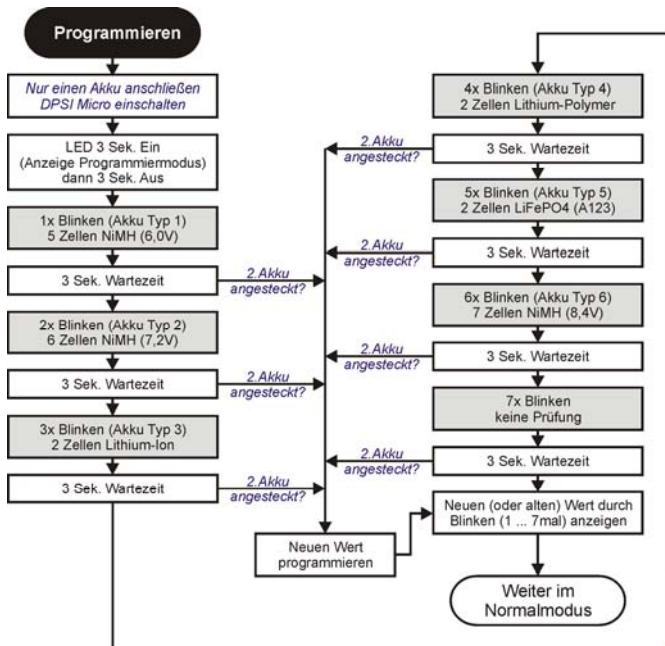 Programmieren
Nur einen Akku anschließen
DPSI Micro einschalten
LED 3 Sek. Ein
(Anzeige Programmiermodus)
dann 3 Sek. Aus
1x Blinken (Akku Typ 1)
5 Zellen NiMH (6,0V)
3 Sek. Wartezeit
2.Akku
angesteckt?
2x Blinken (Akku Typ 2)
6 Zellen NiMH (7,2V)
3 Sek. Wartezeit
2.Akku
angesteckt?
3x Blinken (Akku Typ 3)
2 Zellen Lithium-Ion
3 Sek. Wartezeit
2.Akku
angesteckt?
4x Blinken (Akku Typ 4)
2 Zellen Lithium-Polymer
2.Akku
angesteckt?
3 Sek. Wartezeit
5x Blinken (Akku Typ 5)
2 Zellen LiFePO4 (A123)
2.Akku
angesteckt?
3 Sek. Wartezeit
6x Blinken (Akku Typ 6)
7 Zellen NiMH (8,4V)
2.Akku
angesteckt?
3 Sek. Wartezeit
7x Blinken
keine Prüfung
2.Akku
angesteckt?
3 Sek. Wartezeit
Neuen Wert
programmieren
Neuen (oder alten) Wert durch
Blinken (1 ... 7mal) anzeigen
Weiter im
Normalmodus